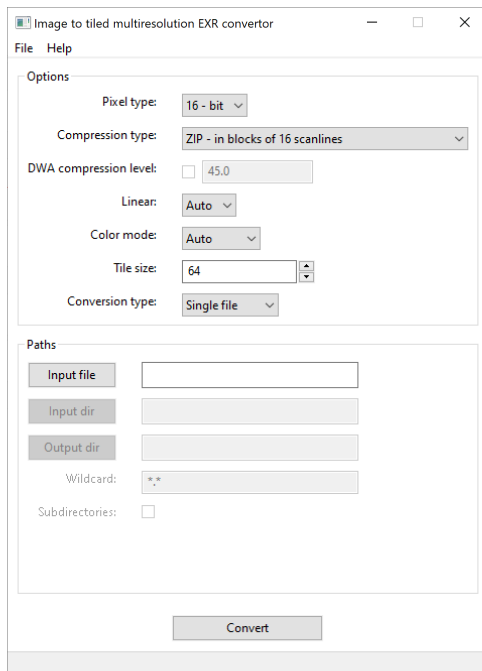 Image to tiled multiresolution EXR convertor
File Help
Options
Pixel type: 16 - bit
Compression type: ZIP - in blocks of 16 scanlines
DWA compression level: 45.0
Linear: Auto
Color mode: Auto
Tile size: 64
Conversion type: Single file
Paths
Input file
Input dir
Output dir
Wildcard: *.*
Subdirectories:
Convert